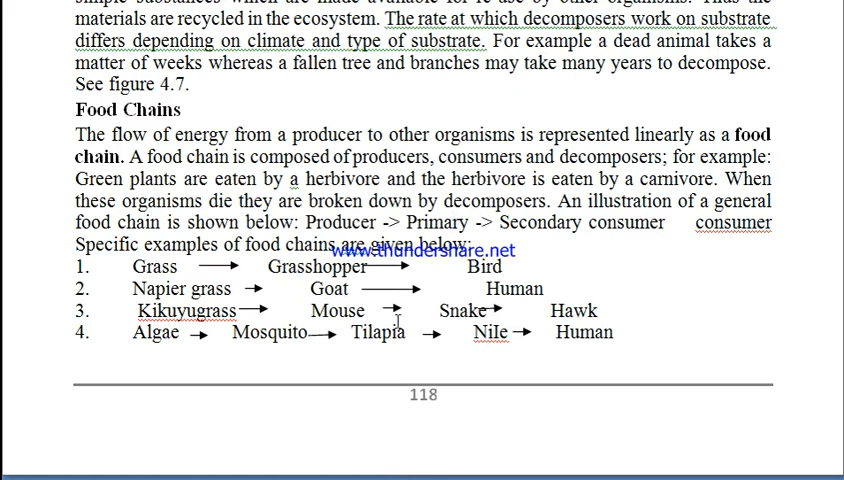 materials are recycled in the ecosystem. The rate at which decomposers work on substrate
differs depending on climate and type of substrate. For example a dead animal takes a
matter of weeks whereas a fallen tree and branches may take many years to decompose.
See figure 4.7.
Food Chains
The flow of energy from a producer to other organisms is represented linearly as a food
chain. A food chain is composed of producers, consumers and decomposers; for example:
Green plants are eaten by a herbivore and the herbivore is eaten by a carnivore. When
these organisms die they are broken down by decomposers. An illustration of a general
food chain is shown below: Producer -> Primary -> Secondary consumer consumer
Specific examples of food chains are given below:
www.thundershare.net
1. Grass → Grasshopper → Bird
2. Napier grass → Goat → Human
3. Kikuyugrass → Mouse → Snake → Hawk
4. Algae → Mosquito → Tilapia → Nile → Human
118